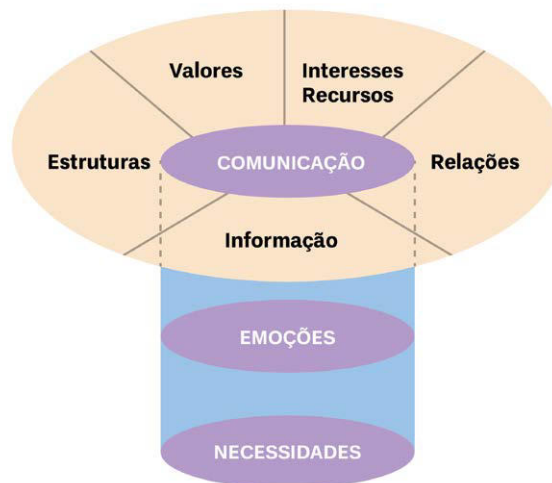 Valores
Interesses
Recursos
Estruturas
COMUNICAÇÃO
Relações
Informação
EMOÇÕES
NECESSIDADES